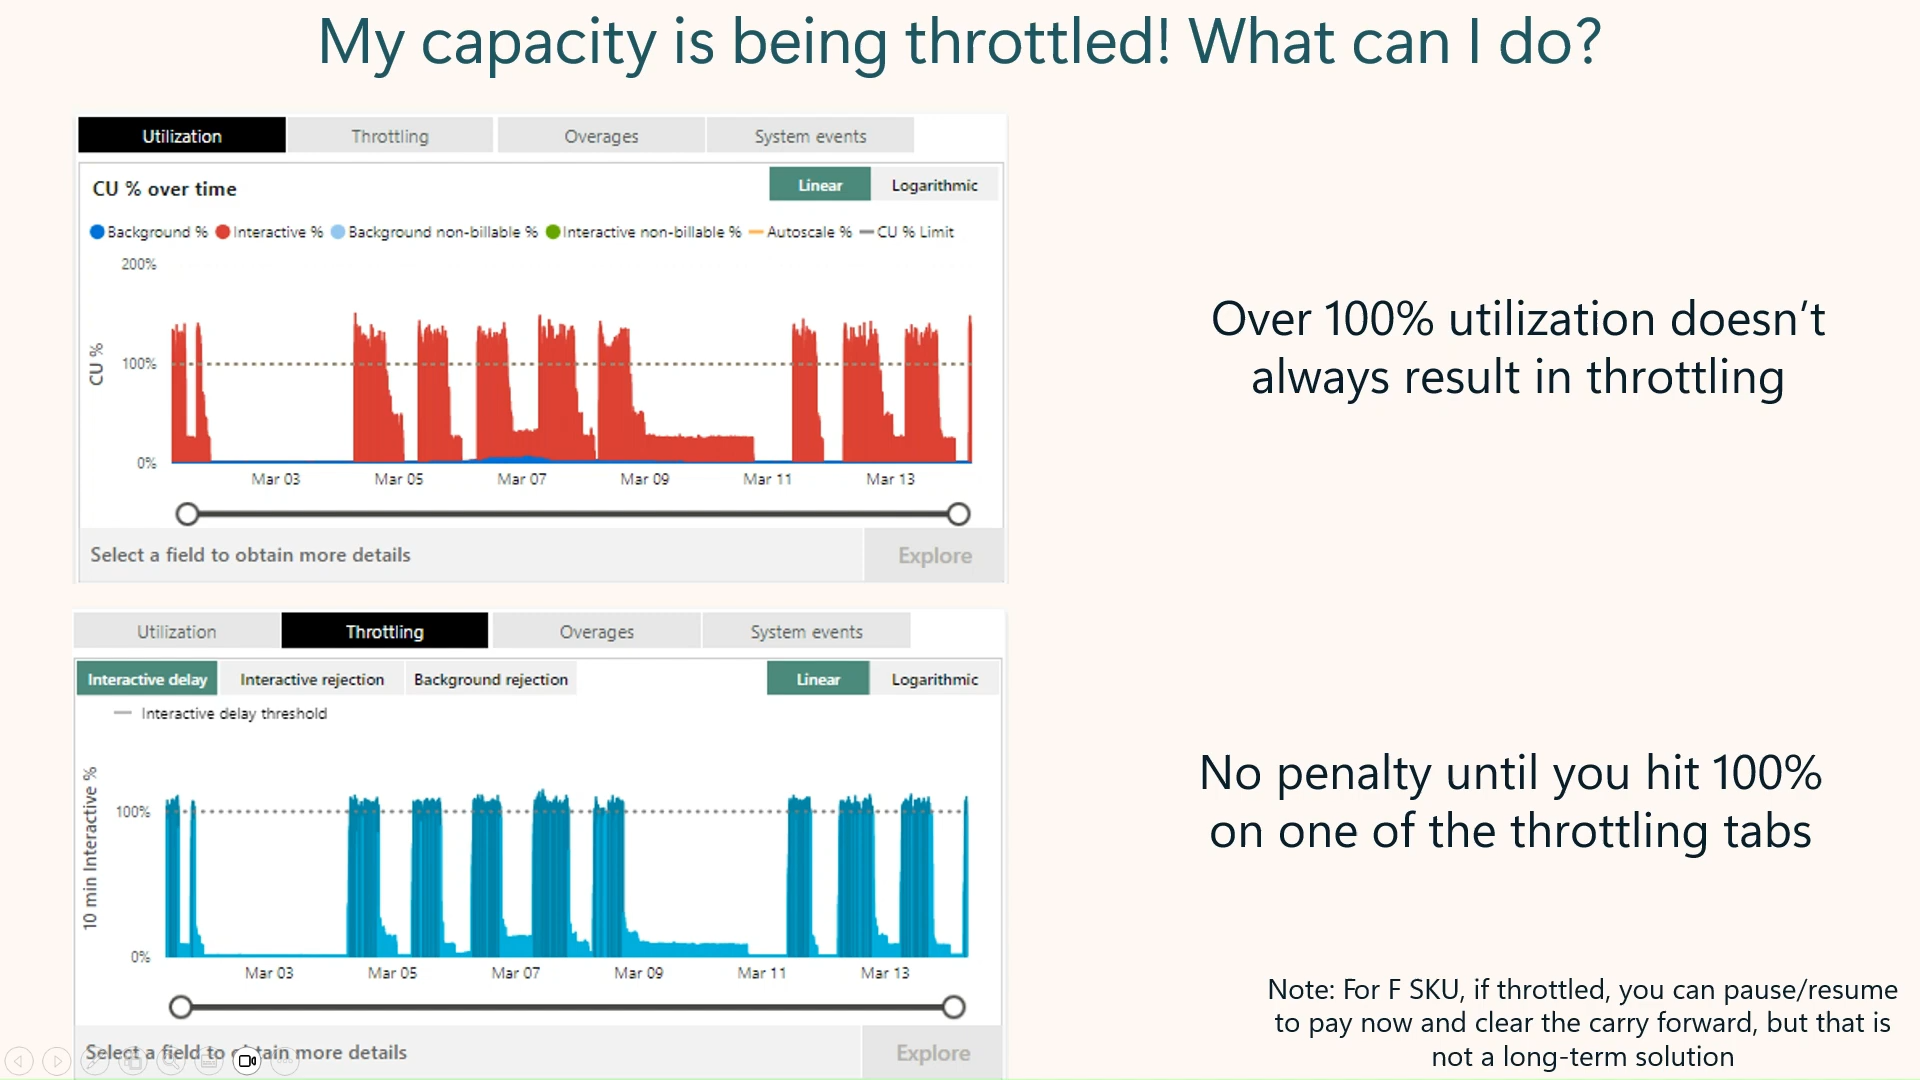 My capacity is being throttled! What can I do?
Utilization
Throttling
Overages
System events
CU % over time
Linear
Logarithmic
Background %
Interactive %
Background non-billable %
Interactive non-billable %
Autoscale %
CU % Limit
200%
100%
0%
CU %
Mar 03
Mar 05
Mar 07
Mar 09
Mar 11
Mar 13
Select a field to obtain more details
Explore
Over 100% utilization doesn’t
always result in throttling
Utilization
Throttling
Overages
System events
Interactive delay
Interactive rejection
Background rejection
Linear
Logarithmic
Interactive delay threshold
10 min Interactive %
100%
0%
Mar 03
Mar 05
Mar 07
Mar 09
Mar 11
Mar 13
Select a field to obtain more details
Explore
No penalty until you hit 100%
on one of the throttling tabs
Note: For F SKU, if throttled, you can pause/resume
to pay now and clear the carry forward, but that is
not a long-term solution